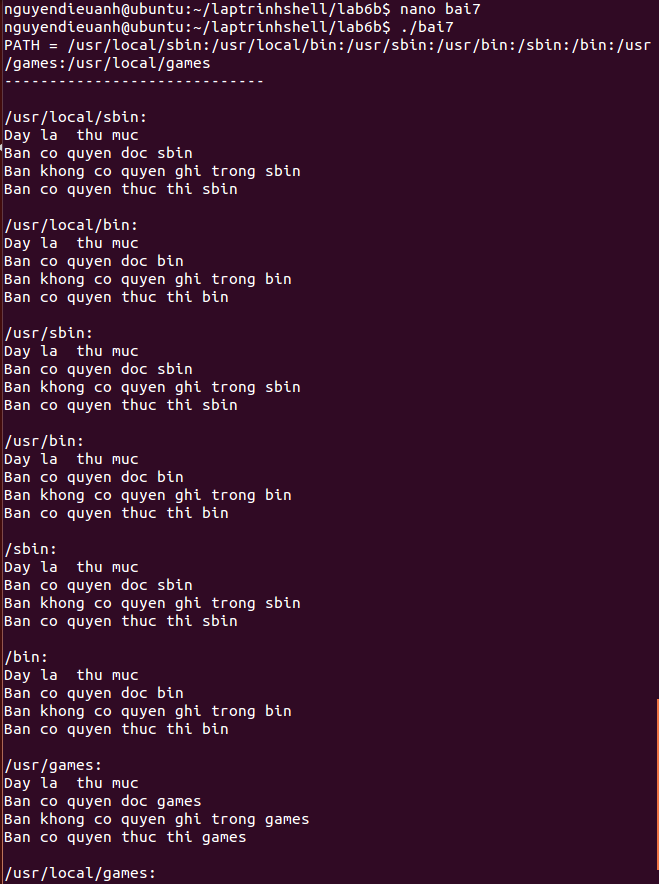 nguyendieuanh@ubuntu:~/laptrinhshell/lab6b$ nano bai7
nguyendieuanh@ubuntu:~/laptrinhshell/lab6b$ ./bai7
PATH = /usr/local/sbin:/usr/local/bin:/usr/sbin:/usr/bin:/sbin:/bin:/usr
/games:/usr/local/games
-----------------------------
/usr/local/sbin:
Day la  thu muc
Ban co quyen doc sbin
Ban khong co quyen ghi trong sbin
Ban co quyen thuc thi sbin
/usr/local/bin:
Day la  thu muc
Ban co quyen doc bin
Ban khong co quyen ghi trong bin
Ban co quyen thuc thi bin
/usr/sbin:
Day la  thu muc
Ban co quyen doc sbin
Ban khong co quyen ghi trong sbin
Ban co quyen thuc thi sbin
/usr/bin:
Day la  thu muc
Ban co quyen doc bin
Ban khong co quyen ghi trong bin
Ban co quyen thuc thi bin
/sbin:
Day la  thu muc
Ban co quyen doc sbin
Ban khong co quyen ghi trong sbin
Ban co quyen thuc thi sbin
/bin:
Day la  thu muc
Ban co quyen doc bin
Ban khong co quyen ghi trong bin
Ban co quyen thuc thi bin
/usr/games:
Day la  thu muc
Ban co quyen doc games
Ban khong co quyen ghi trong games
Ban co quyen thuc thi games
/usr/local/games: